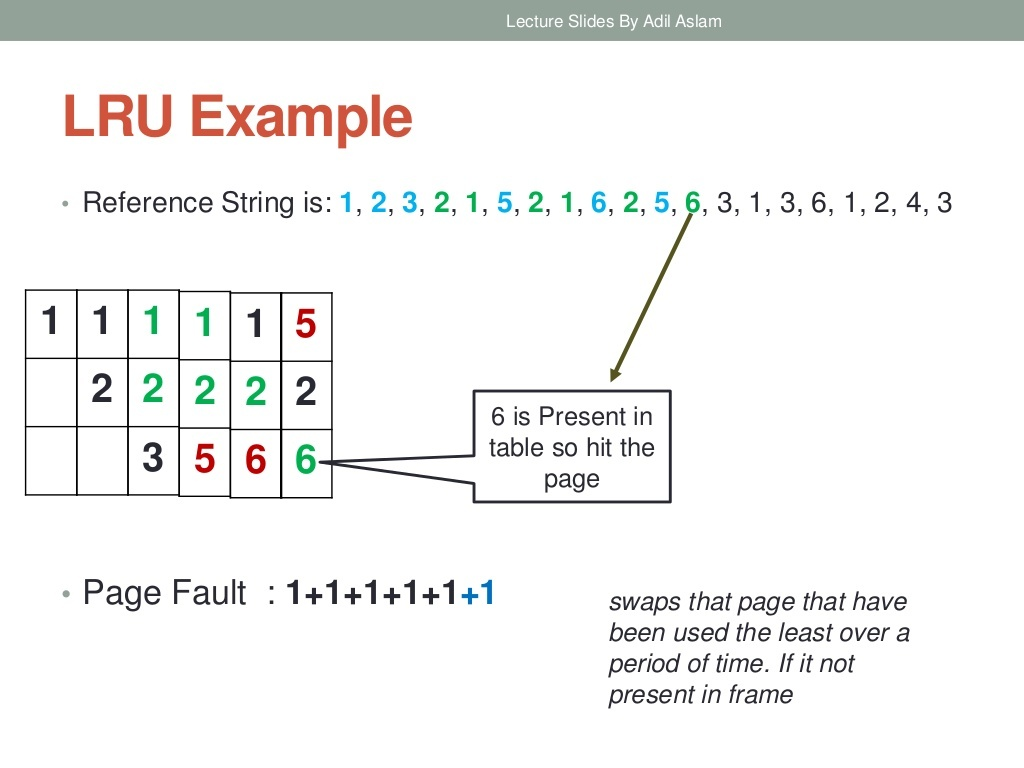 Lecture Slides By Adil Aslam
LRU Example
• Reference String is: 1, 2, 3, 2, 1, 5, 2, 1, 6, 2, 5, 6, 3, 1, 3, 6, 1, 2, 4, 3
1 1 1 1 1 5
2 2 2 2 2
3 5 6 6
6 is Present in
table so hit the
page
• Page Fault : 1+1+1+1+1+1
swaps that page that have
been used the least over a
period of time. If it not
present in frame